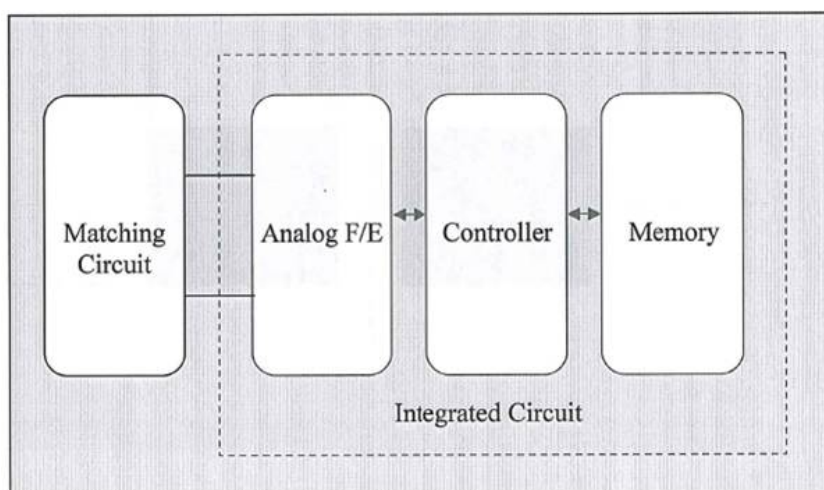 Matching
Circuit
Analog F/E
Controller
Memory
Integrated Circuit